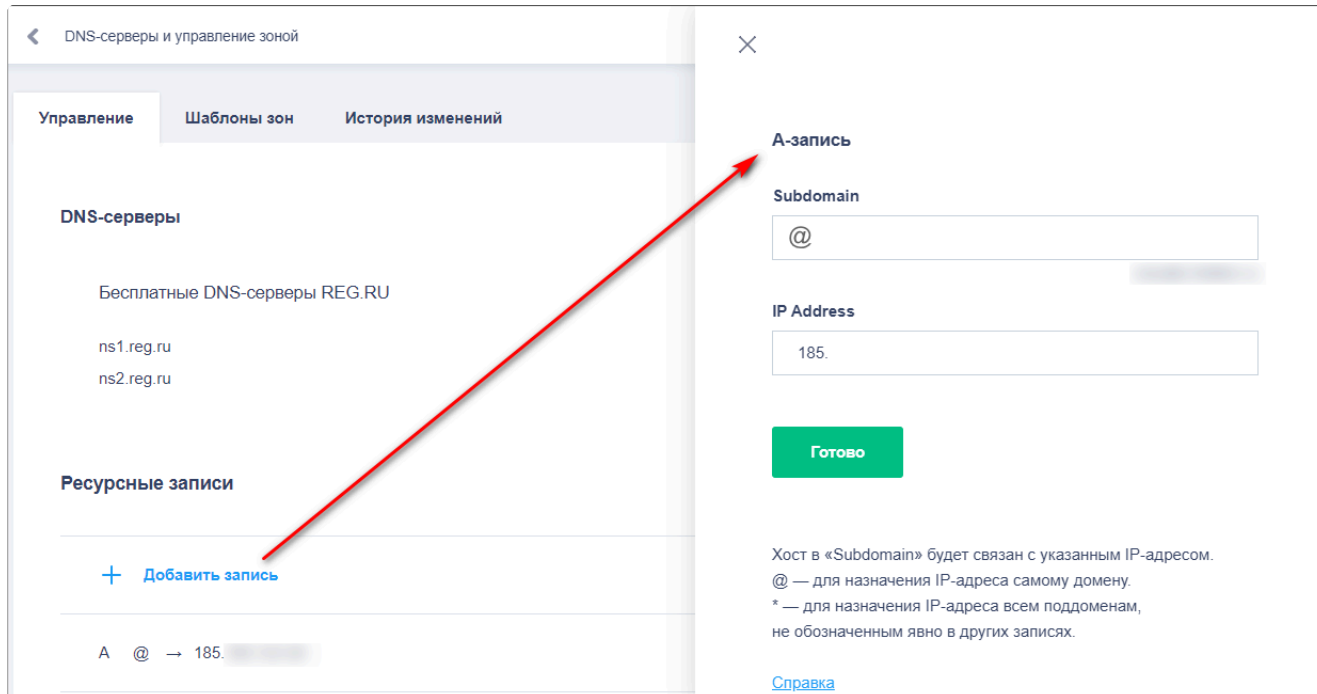 DNS-серверы и управление зоной
Управление
Шаблоны зон
История изменений
DNS-серверы
Бесплатные DNS-серверы REG.RU
ns1.reg.ru
ns2.reg.ru
Ресурсные записи
+ Добавить запись
A @ → 185.
А-запись
Subdomain
@
IP Address
185.
Готово
Хост в «Subdomain» будет связан с указанным IP-адресом.
@ — для назначения IP-адреса самому домену.
* — для назначения IP-адреса всем поддоменам,
не обозначенным явно в других записях.
Справка